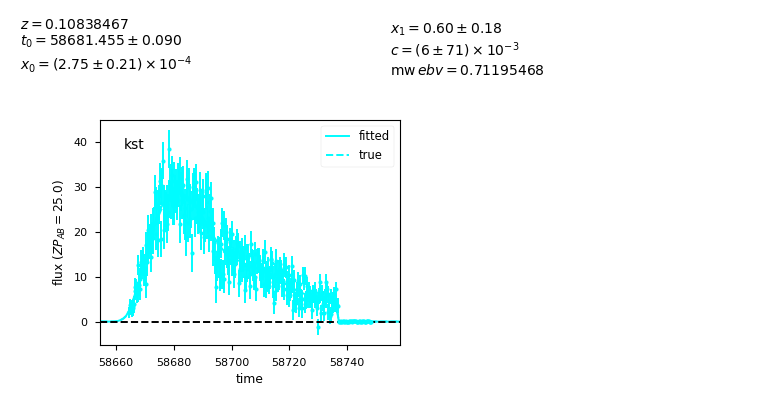 z = 0.10838467
t₀ = 58681.455 ± 0.090
x₀ = (2.75 ± 0.21) × 10⁻⁴
x₁ = 0.60 ± 0.18
c = (6 ± 71) × 10⁻³
mw ebv = 0.71195468
kst
fitted
true
flux (ZP_AB = 25.0)
40
30
20
10
0
58660 58680 58700 58720 58740
time